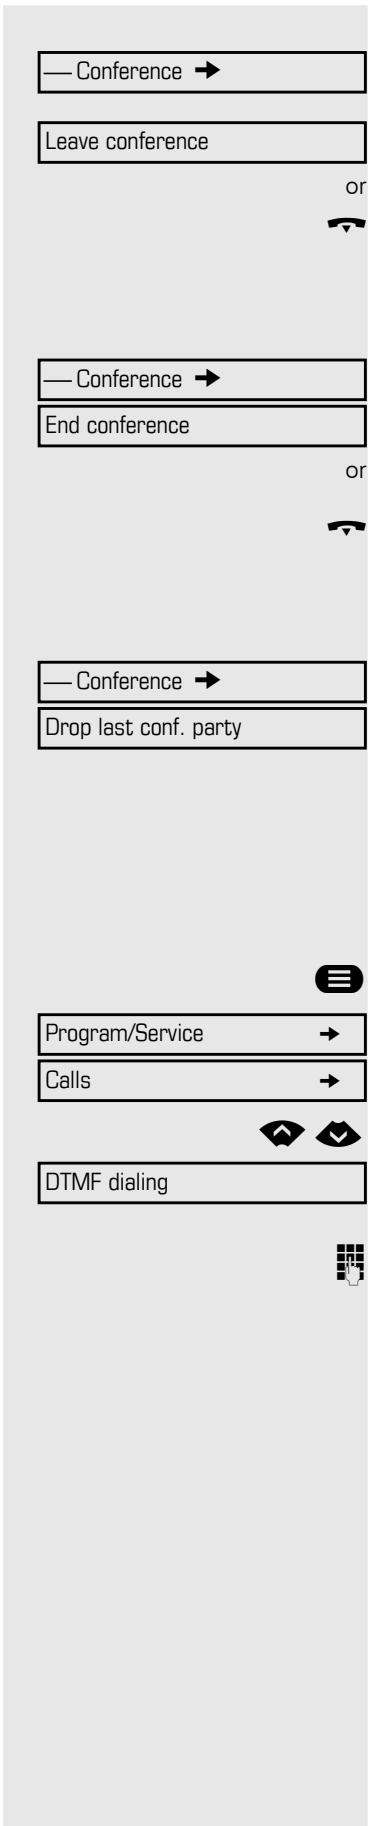 — Conference →
Leave conference
or
— Conference →
End conference
or
— Conference →
Drop last conf. party
Program/Service →
Calls →
DTMF dialing